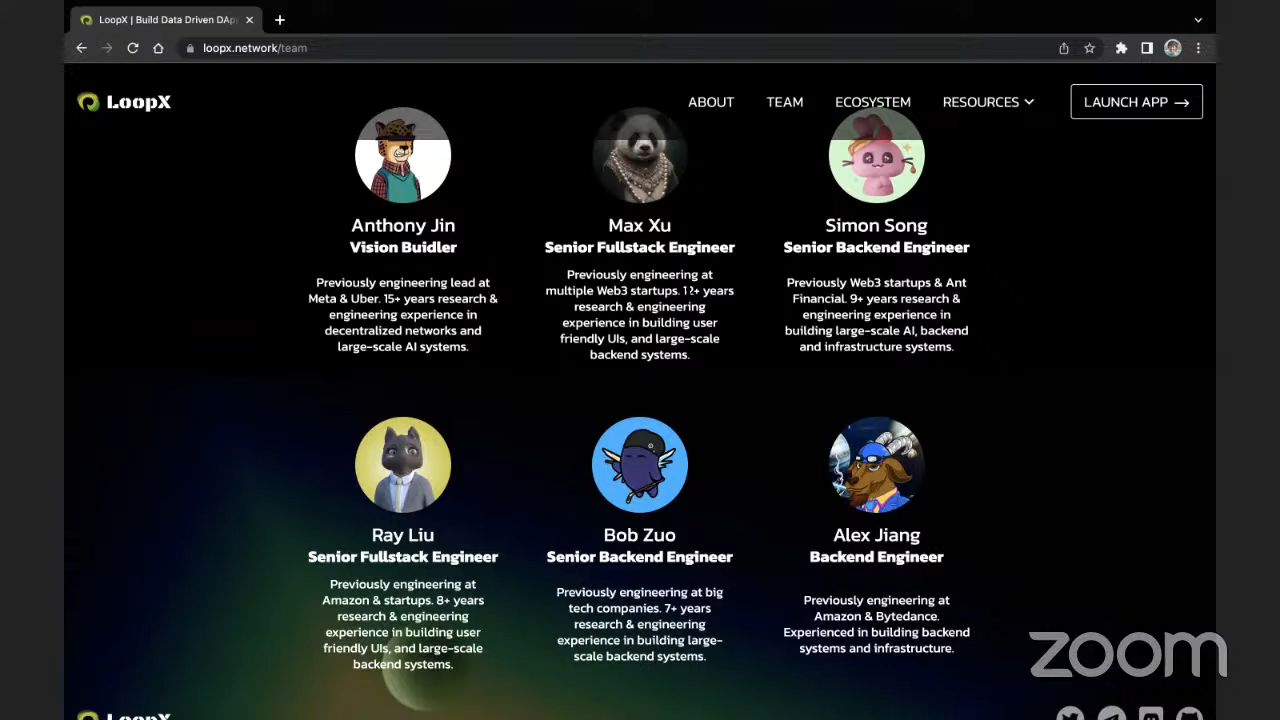 LoopX | Build Data Driven DAp
loopx.network/team
LoopX
ABOUT
TEAM
ECOSYSTEM
RESOURCES
LAUNCH APP →
Anthony Jin
Vision Buidler
Previously engineering lead at
Meta & Uber. 15+ years research &
engineering experience in
decentralized networks and
large-scale AI systems.
Max Xu
Senior Fullstack Engineer
Previously engineering at
multiple Web3 startups. 12+ years
research & engineering
experience in building user
friendly UIs, and large-scale
backend systems.
Simon Song
Senior Backend Engineer
Previously Web3 startups & Ant
Financial. 9+ years research &
engineering experience in
building large-scale AI, backend
and infrastructure systems.
Ray Liu
Senior Fullstack Engineer
Previously engineering at
Amazon & startups. 8+ years
research & engineering
experience in building user
friendly UIs, and large-scale
backend systems.
Bob Zuo
Senior Backend Engineer
Previously engineering at big
tech companies. 7+ years
research & engineering
experience in building large-
scale backend systems.
Alex Jiang
Backend Engineer
Previously engineering at
Amazon & Bytedance.
Experienced in building backend
systems and infrastructure.
zoom
LoopX